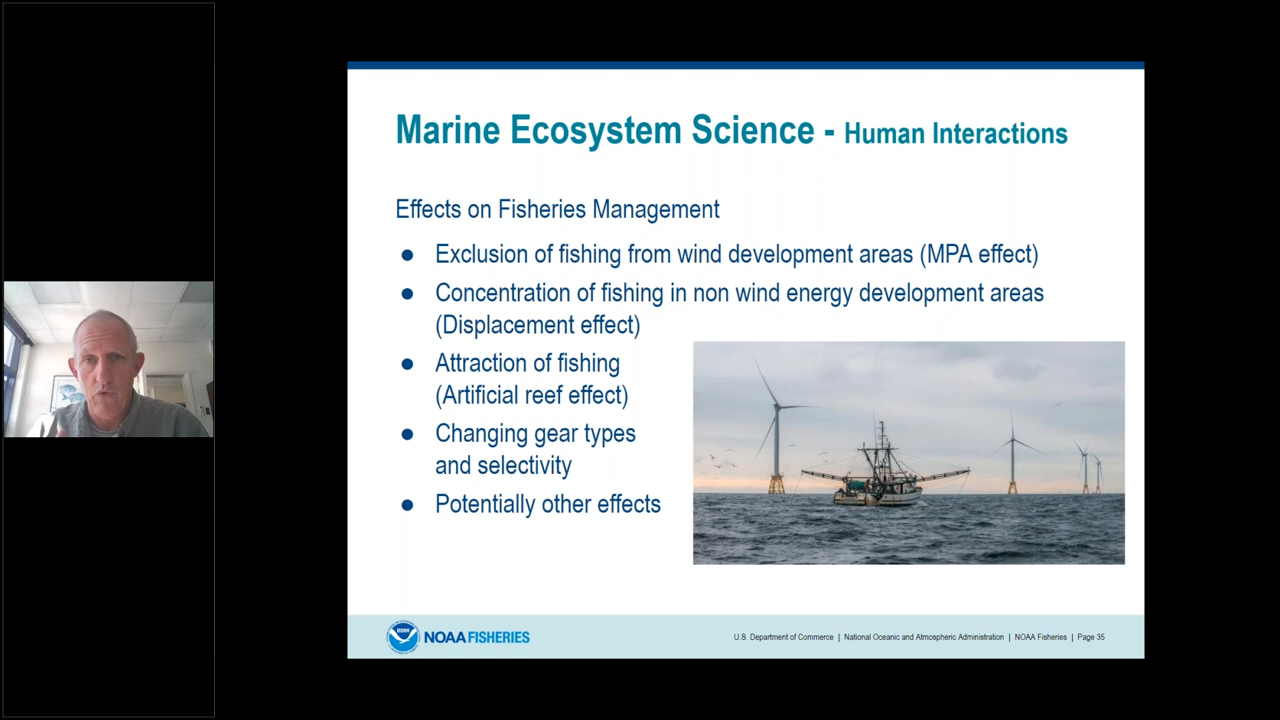 Marine Ecosystem Science - Human Interactions
Effects on Fisheries Management
● Exclusion of fishing from wind development areas (MPA effect)
● Concentration of fishing in non wind energy development areas
(Displacement effect)
● Attraction of fishing
(Artificial reef effect)
● Changing gear types
and selectivity
● Potentially other effects
NOAA
NOAA FISHERIES
U.S. Department of Commerce | National Oceanic and Atmospheric Administration | NOAA Fisheries | Page 35